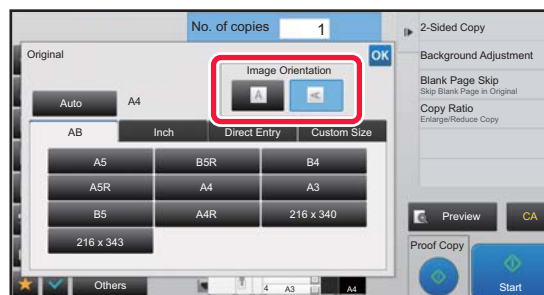 No. of copies 1
2-Sided Copy
Original
OK
Background Adjustment
Image Orientation
A A
Blank Page Skip
Skip Blank Page in Original
Auto A4
Copy Ratio
Enlarge/Reduce Copy
AB Inch Direct Entry Custom Size
A5 B5R B4
A5R A4 A3
B5 A4R 216 x 340
216 x 343
Preview CA
Proof Copy
Others
4 A3
A4
Start